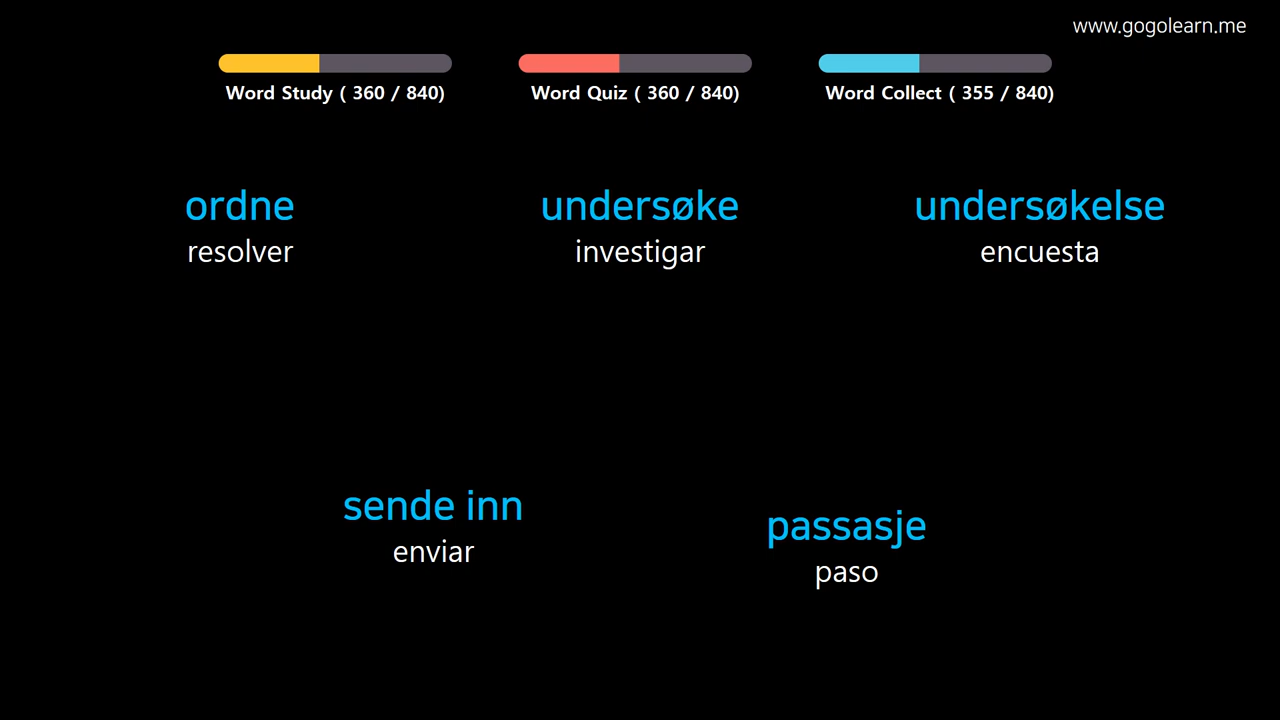 www.gogolearn.me
Word Study ( 360 / 840)
Word Quiz ( 360 / 840)
Word Collect ( 355 / 840)
ordne
resolver
undersøke
investigar
undersøkelse
encuesta
sende inn
enviar
passasje
paso